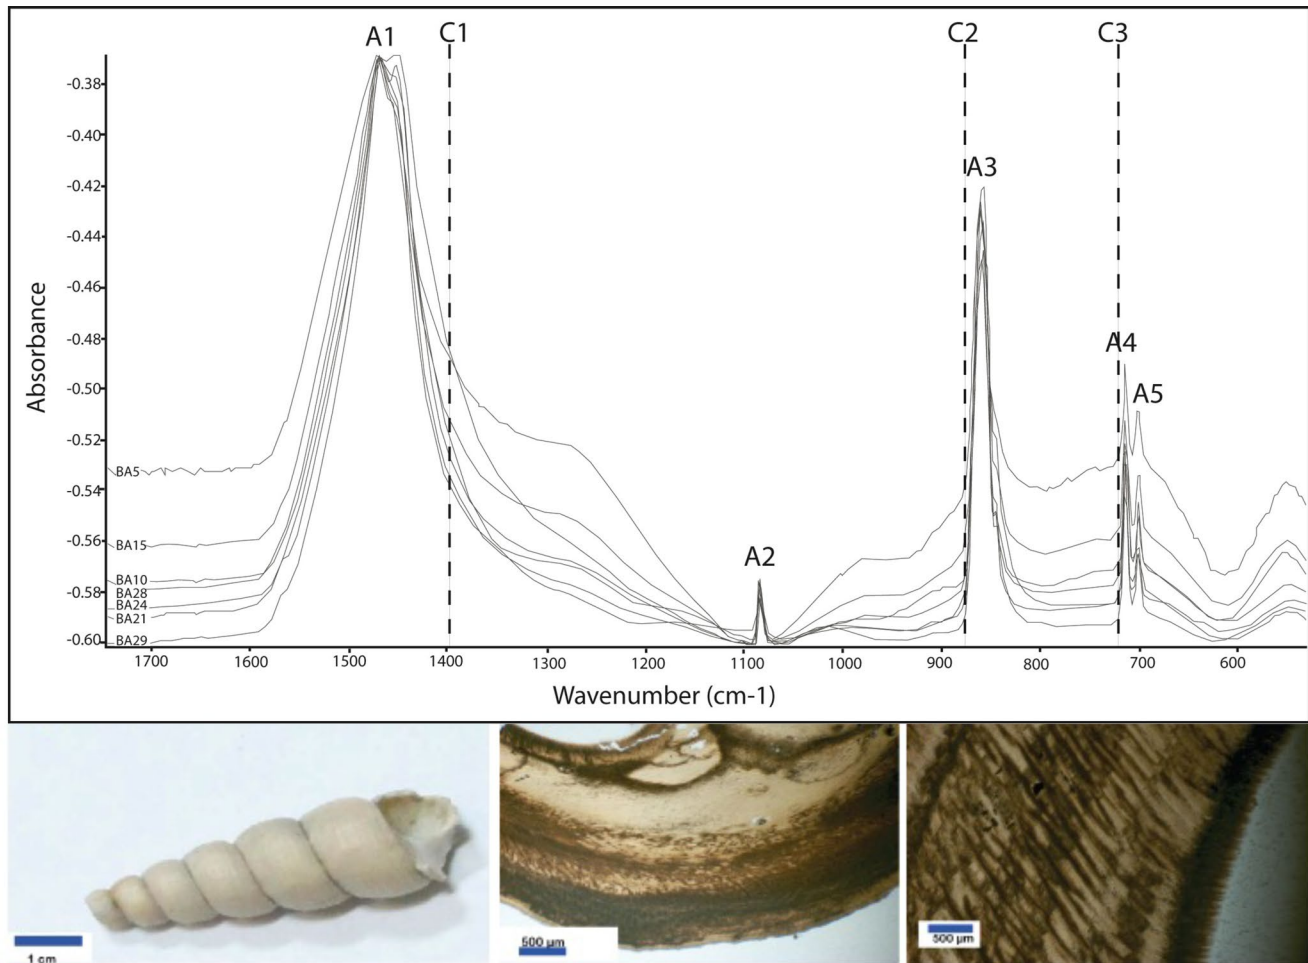 A1 C1 C2 C3
-0.38
-0.40
A3
-0.42
-0.44
-0.46
Absorbance
-0.48
A4
-0.50
A5
-0.52
BA5
-0.54
BA15
-0.56
A2
BA10
-0.58
BA28
BA24
BA21
BA29
-0.60
1700 1600 1500 1400 1300 1200 1100 1000 900 800 700 600
Wavenumber (cm-1)
1 cm
500 µm
500 µm